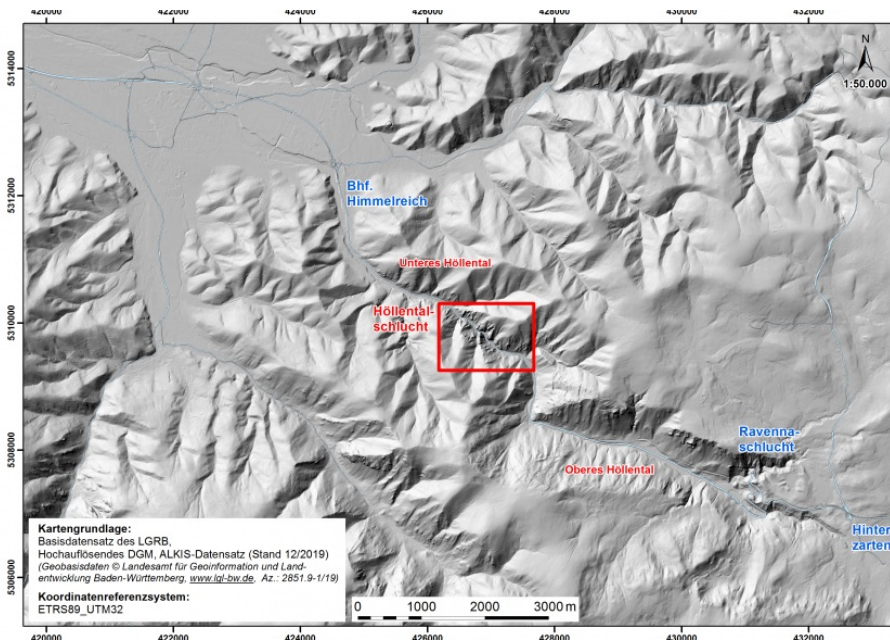 420000 422000 424000 426000 428000 430000 432000
N
1:50.000
5314000
5312000
5310000
5308000
5306000
Bhf.
Himmelreich
Unteres Höllental
Höllental-
schlucht
Ravenna-
schlucht
Oberes Höllental
Hinter
zarten
Kartengrundlage:
Basisdatensatz des LGRB,
Hochauflösendes DGM, ALKIS-Datensatz (Stand 12/2019)
(Geobasisdaten © Landesamt für Geoinformation und Land-
entwicklung Baden-Württemberg, www.lgl-bw.de, Az.: 2851.9-1/19)
Koordinatenreferenzsystem:
ETRS89_UTM32
0 1000 2000 3000 m
420000 422000 424000 426000 428000 430000 432000